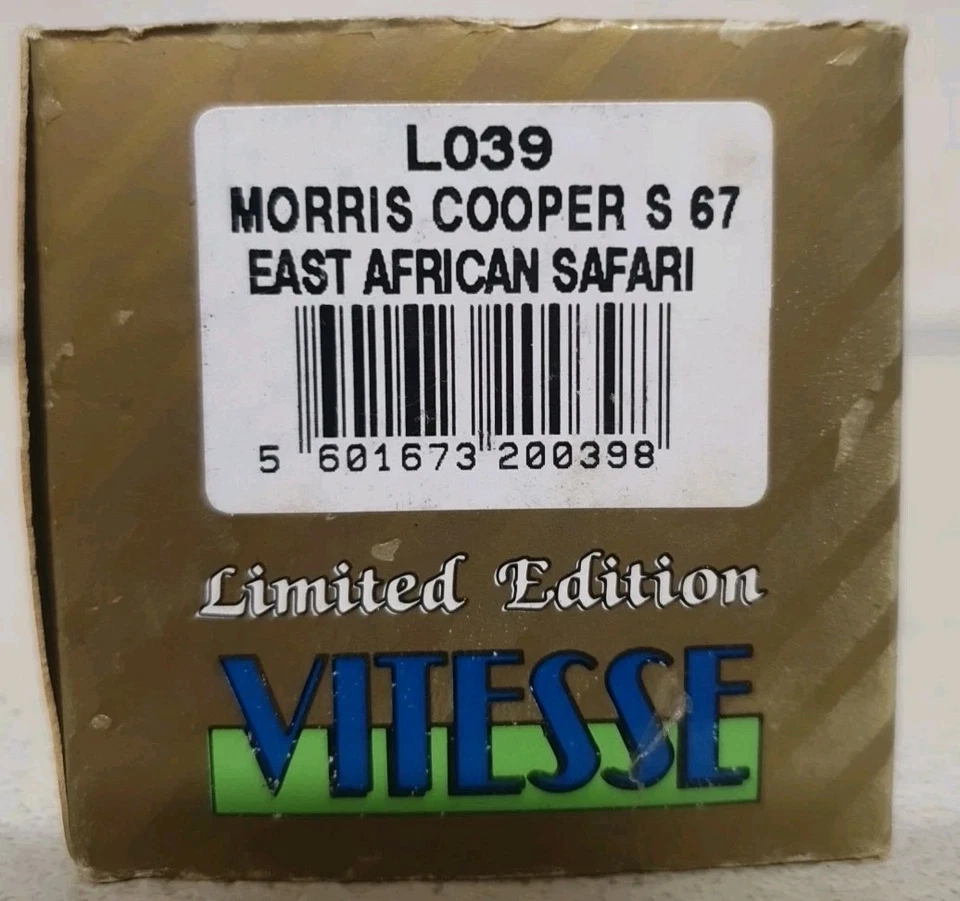 L039
MORRIS COOPER S 67
EAST AFRICAN SAFARI
5 601673 200398
Limited Edition
VITESSE